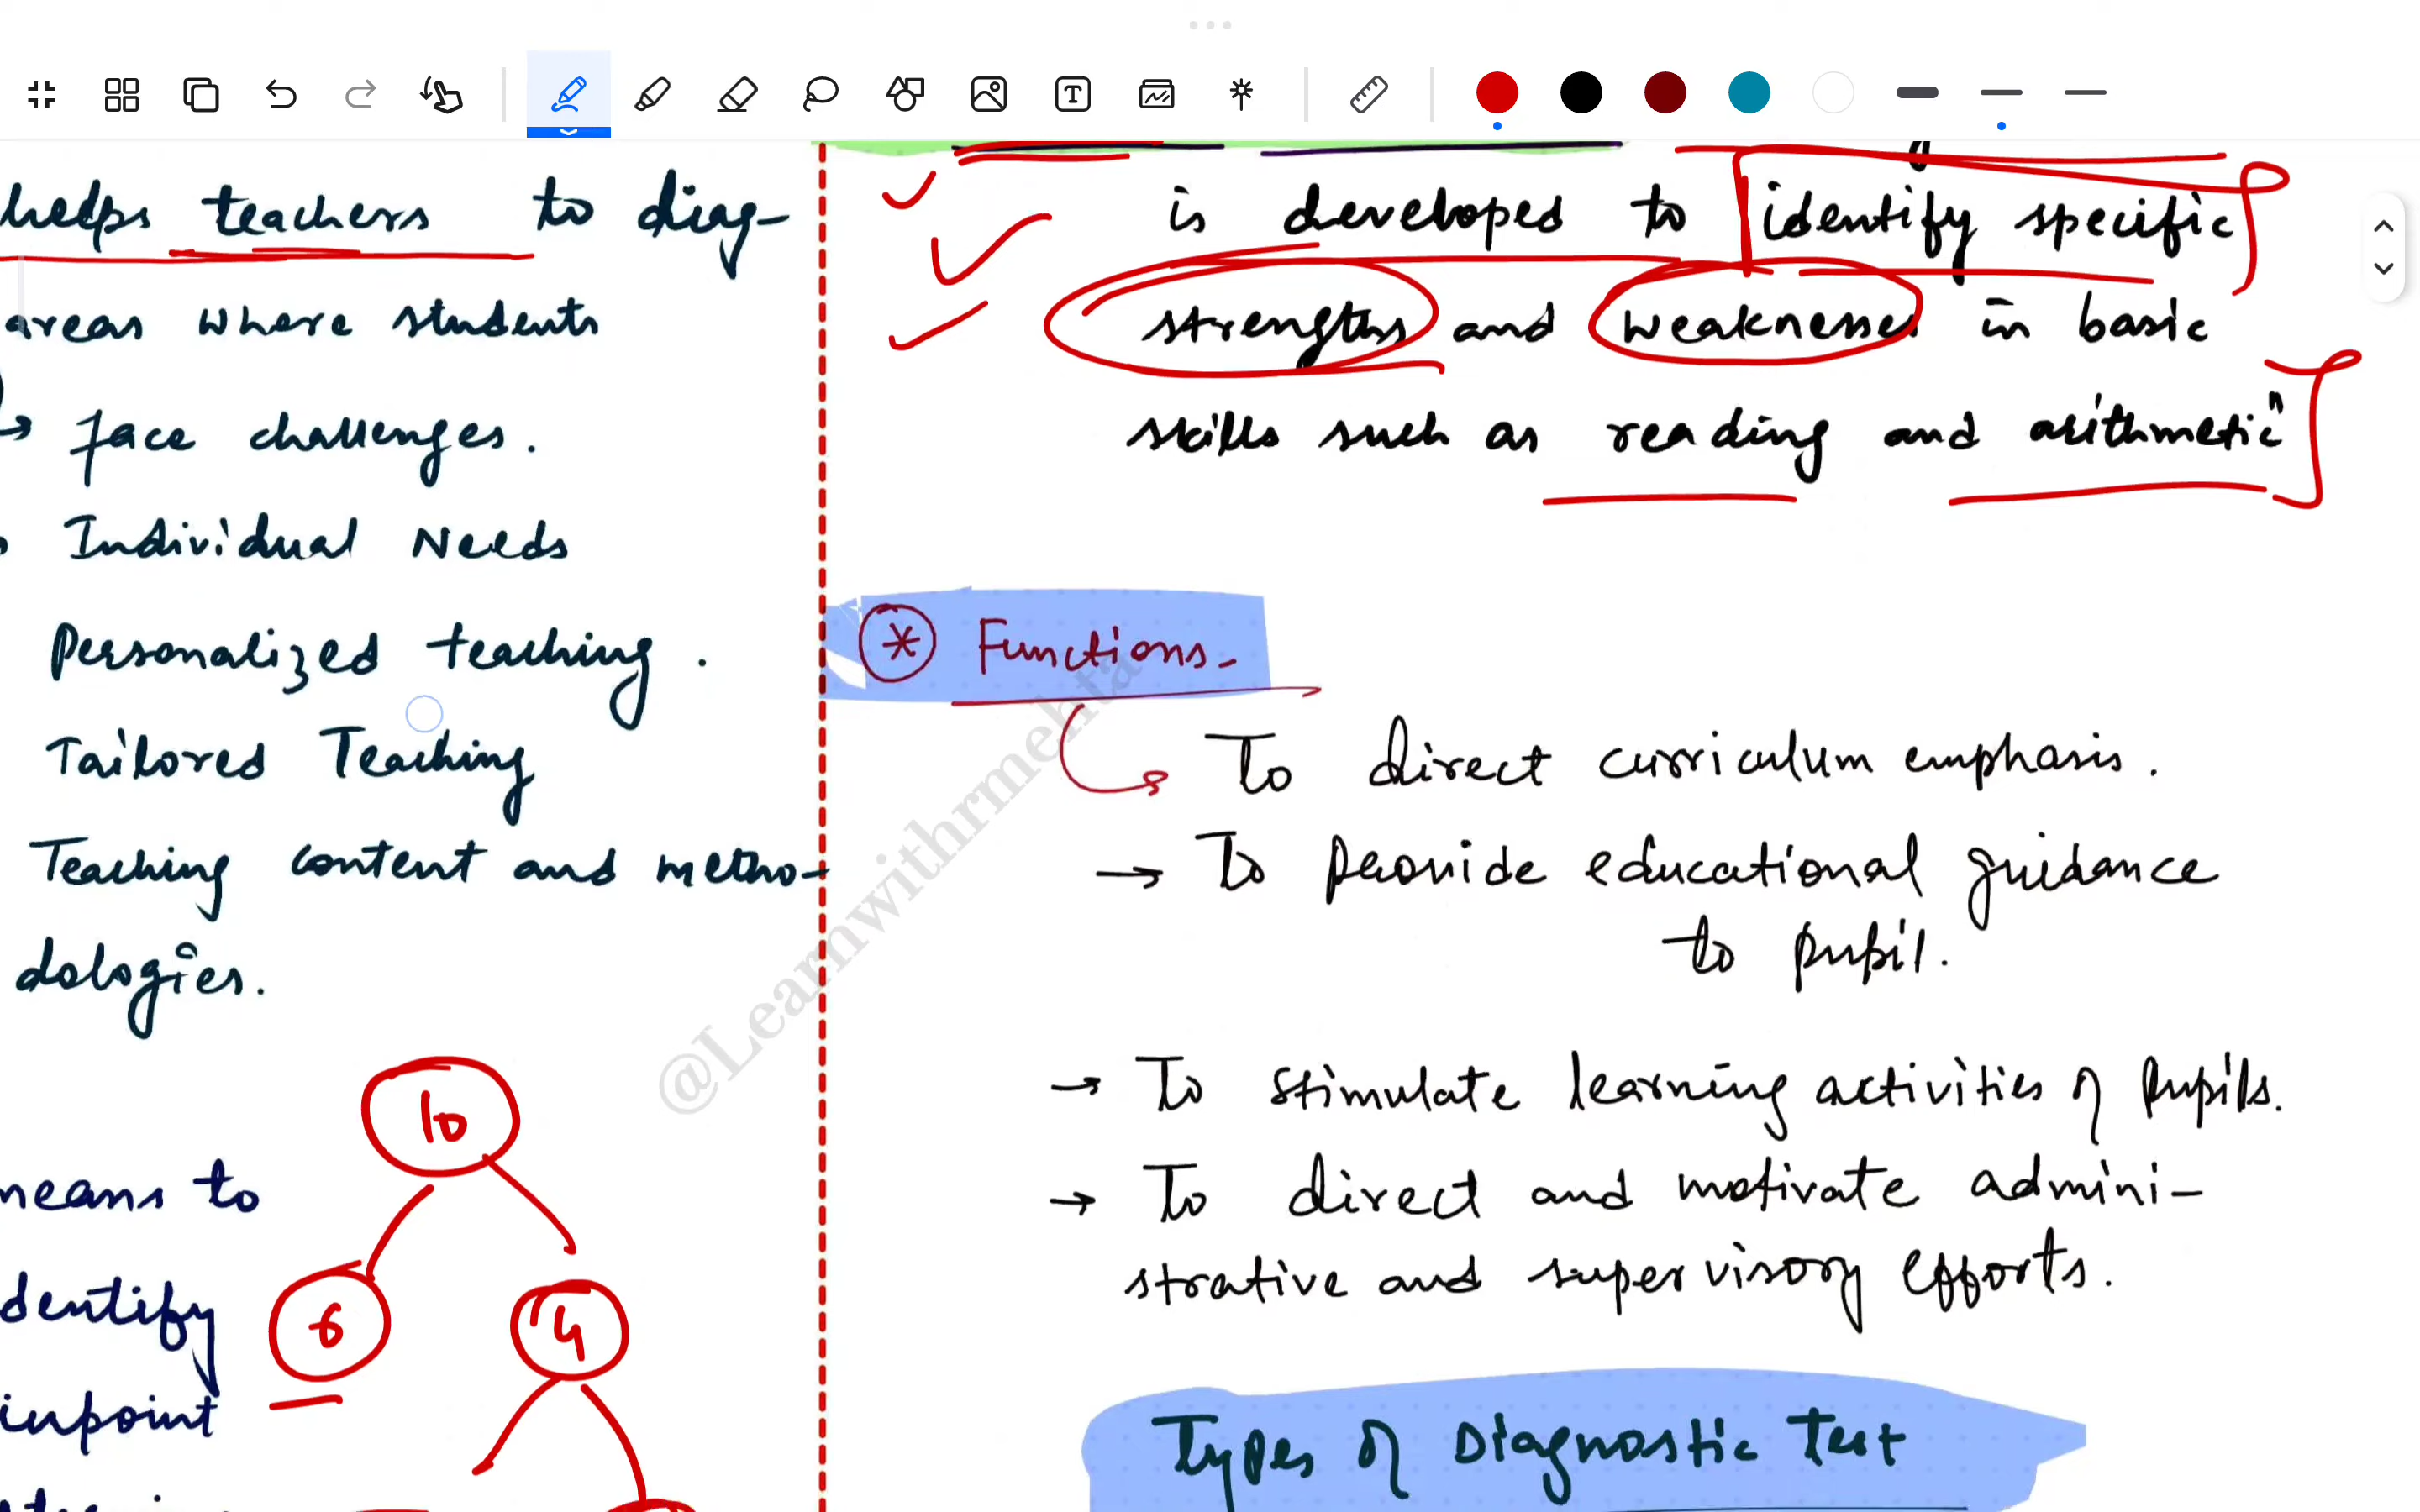 helps teachers to diag-
areas where students
→ face challenges.
Individual Needs
Personalized teaching.
Tailored Teaching
Teaching content and metho-
dologies.
10
6
4
means to
identify
is developed to identify specific
strengths and weaknesses in basic
skills such as reading and arithmetic"
* Functions-
To direct curriculum emphasis.
→ To provide educational guidance
to pupil.
→ To stimulate learning activities of pupils.
→ To direct and motivate admini-
strative and supervisory efforts.
Types of Diagnostic Test
@Learnwithrmehta